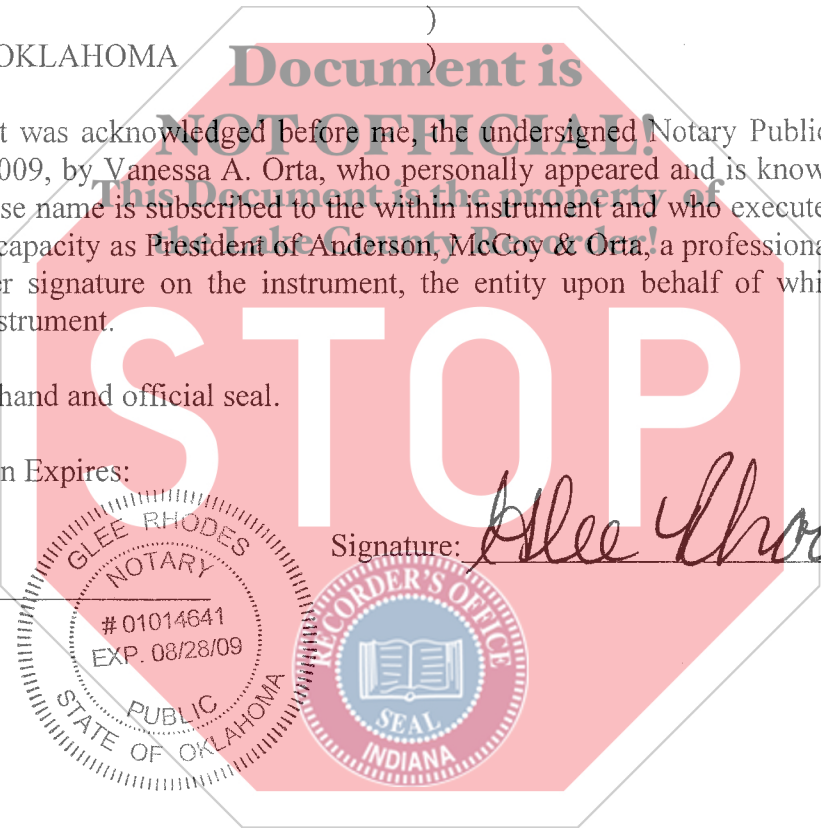 )
OKLAHOMA )
Document is
NOT OFFICIAL!
This Document is the property of
the Lake County Recorder!
t was acknowledged before me, the undersigned Notary Public
009, by Vanessa A. Orta, who personally appeared and is know
se name is subscribed to the within instrument and who execute
capacity as President of Anderson, McCoy & Orta, a professiona
er signature on the instrument, the entity upon behalf of whi
strument.
STOP
hand and official seal.
n Expires:
Signature: Glee Rhod
GLEE RHODES
NOTARY
# 01014641
EXP. 08/28/09
PUBLIC
STATE OF OKLAHOMA
RECORDER'S OFFICE
SEAL
INDIANA